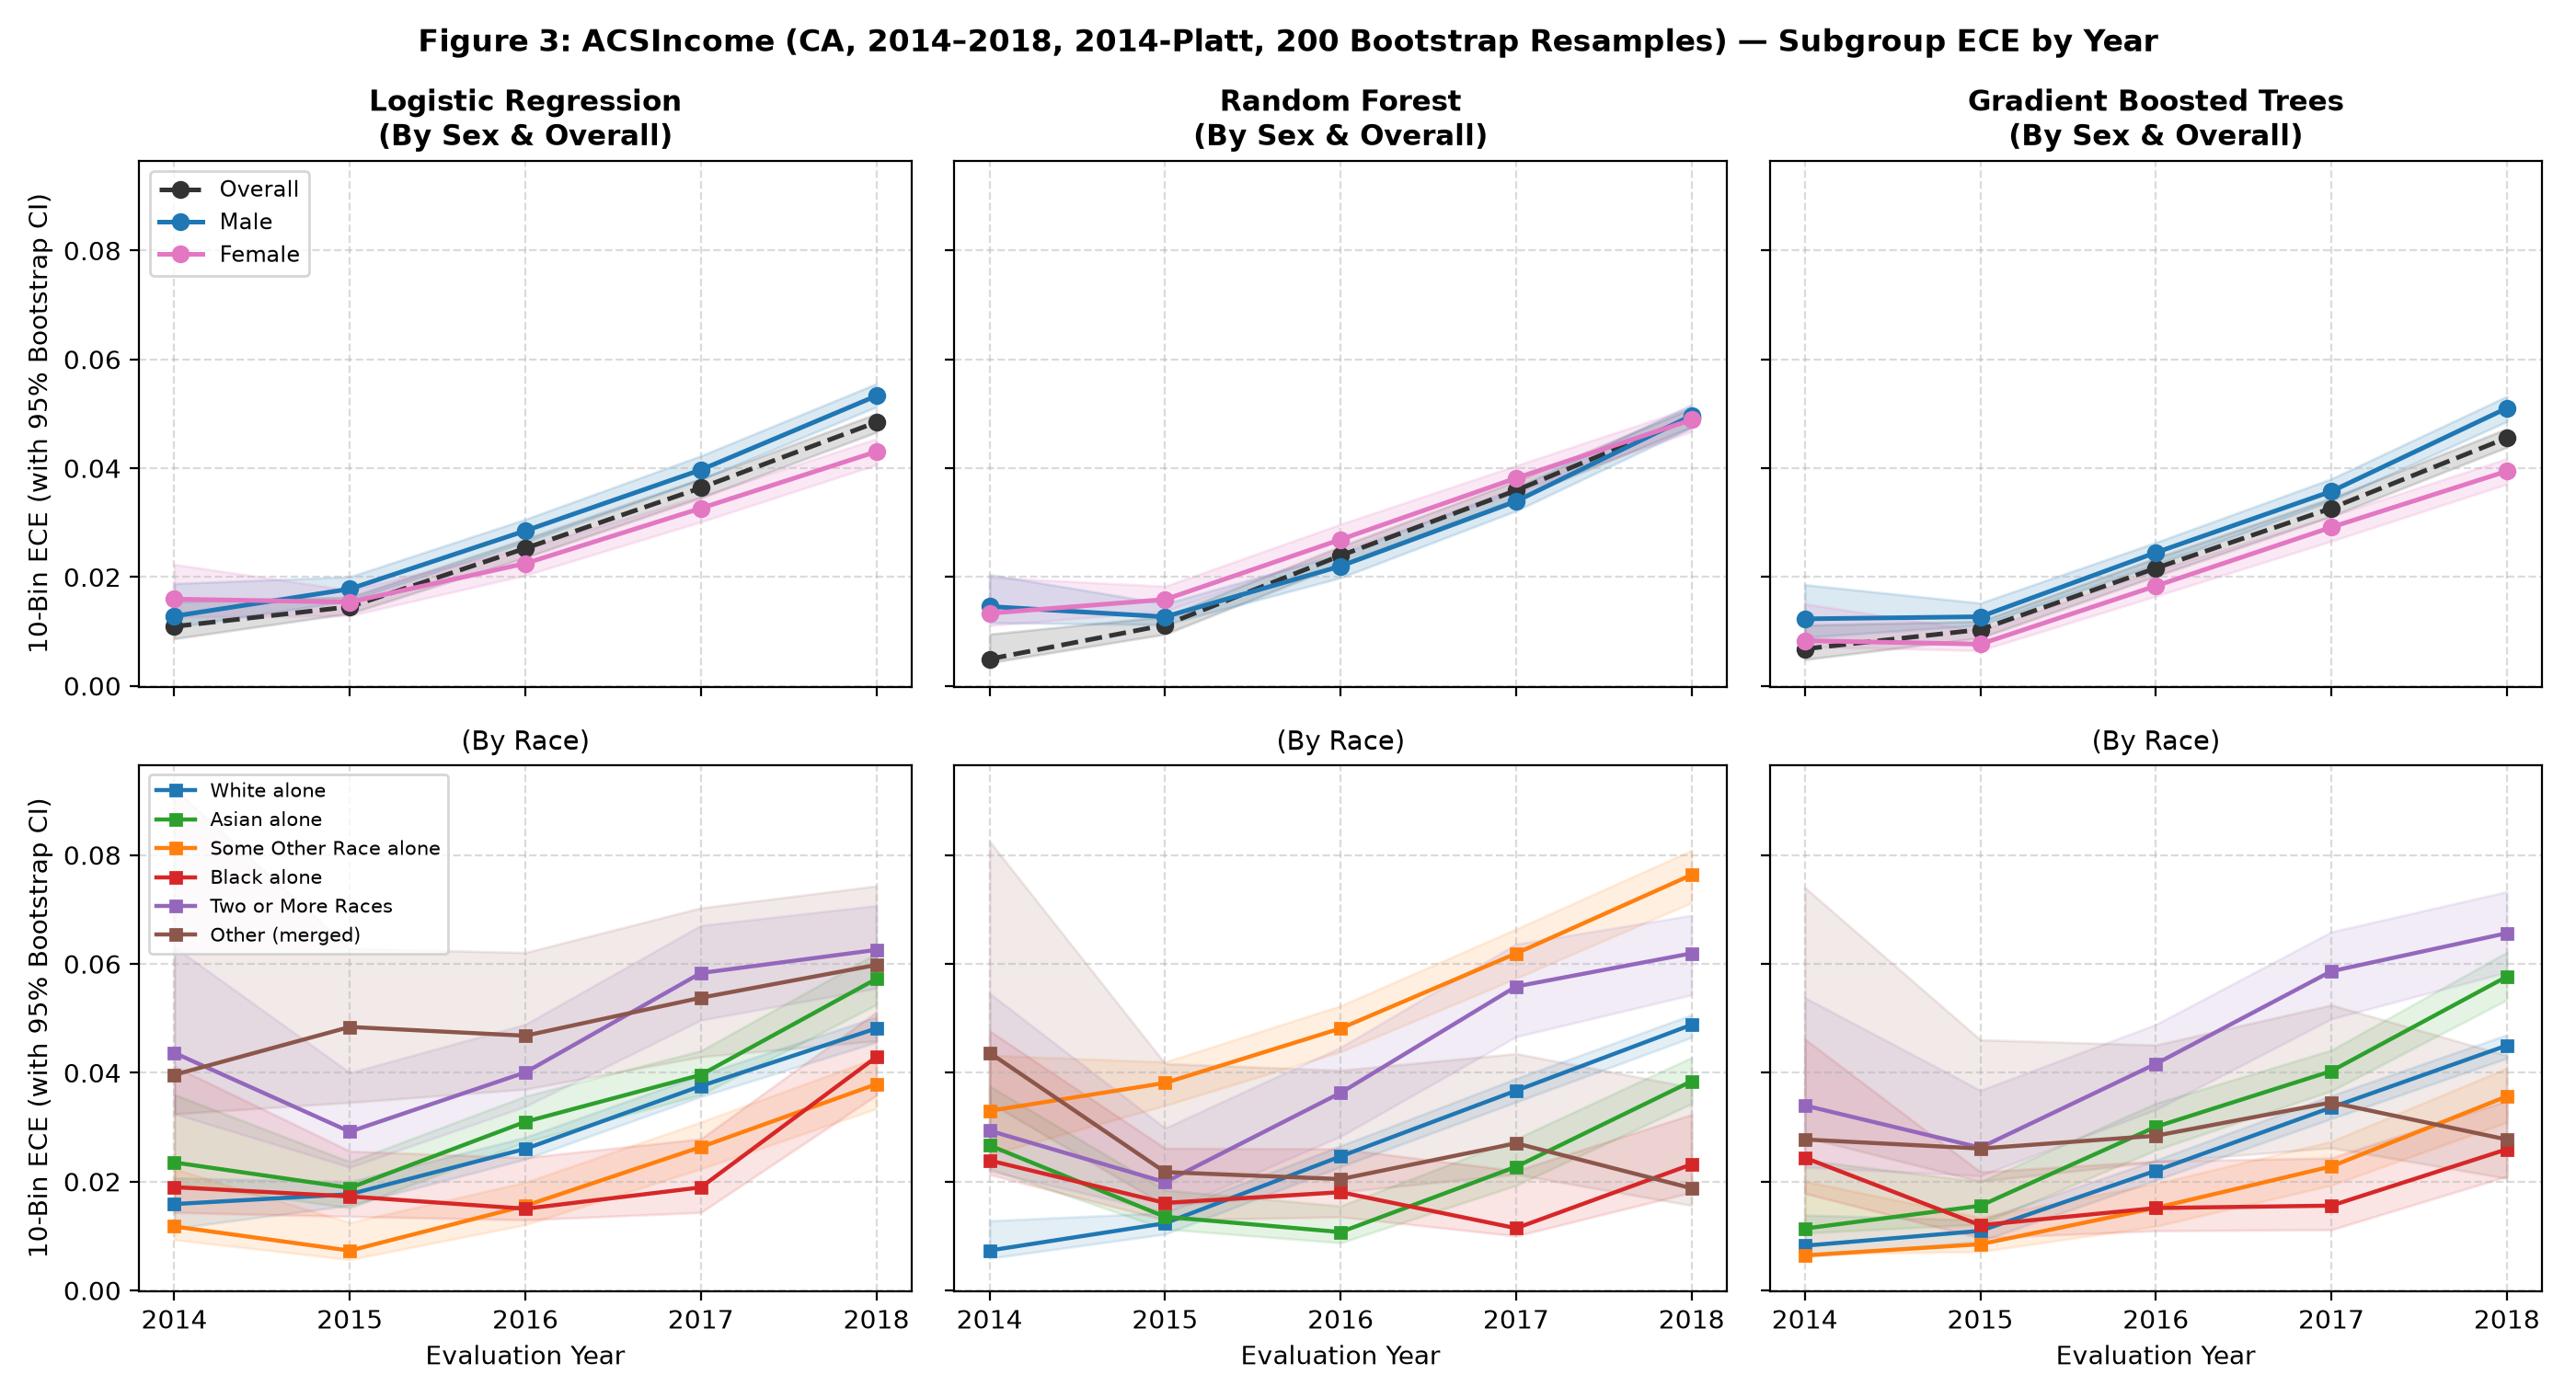 Figure 3: ACSIncome (CA, 2014–2018, 2014-Platt, 200 Bootstrap Resamples) — Subgroup ECE by Year
Logistic Regression
(By Sex & Overall)
Random Forest
(By Sex & Overall)
Gradient Boosted Trees
(By Sex & Overall)
10-Bin ECE (with 95% Bootstrap CI)
0.08
0.06
0.04
0.02
0.00
Overall
Male
Female
(By Race)
(By Race)
(By Race)
10-Bin ECE (with 95% Bootstrap CI)
0.08
0.06
0.04
0.02
0.00
White alone
Asian alone
Some Other Race alone
Black alone
Two or More Races
Other (merged)
2014 2015 2016 2017 2018
2014 2015 2016 2017 2018
2014 2015 2016 2017 2018
Evaluation Year
Evaluation Year
Evaluation Year